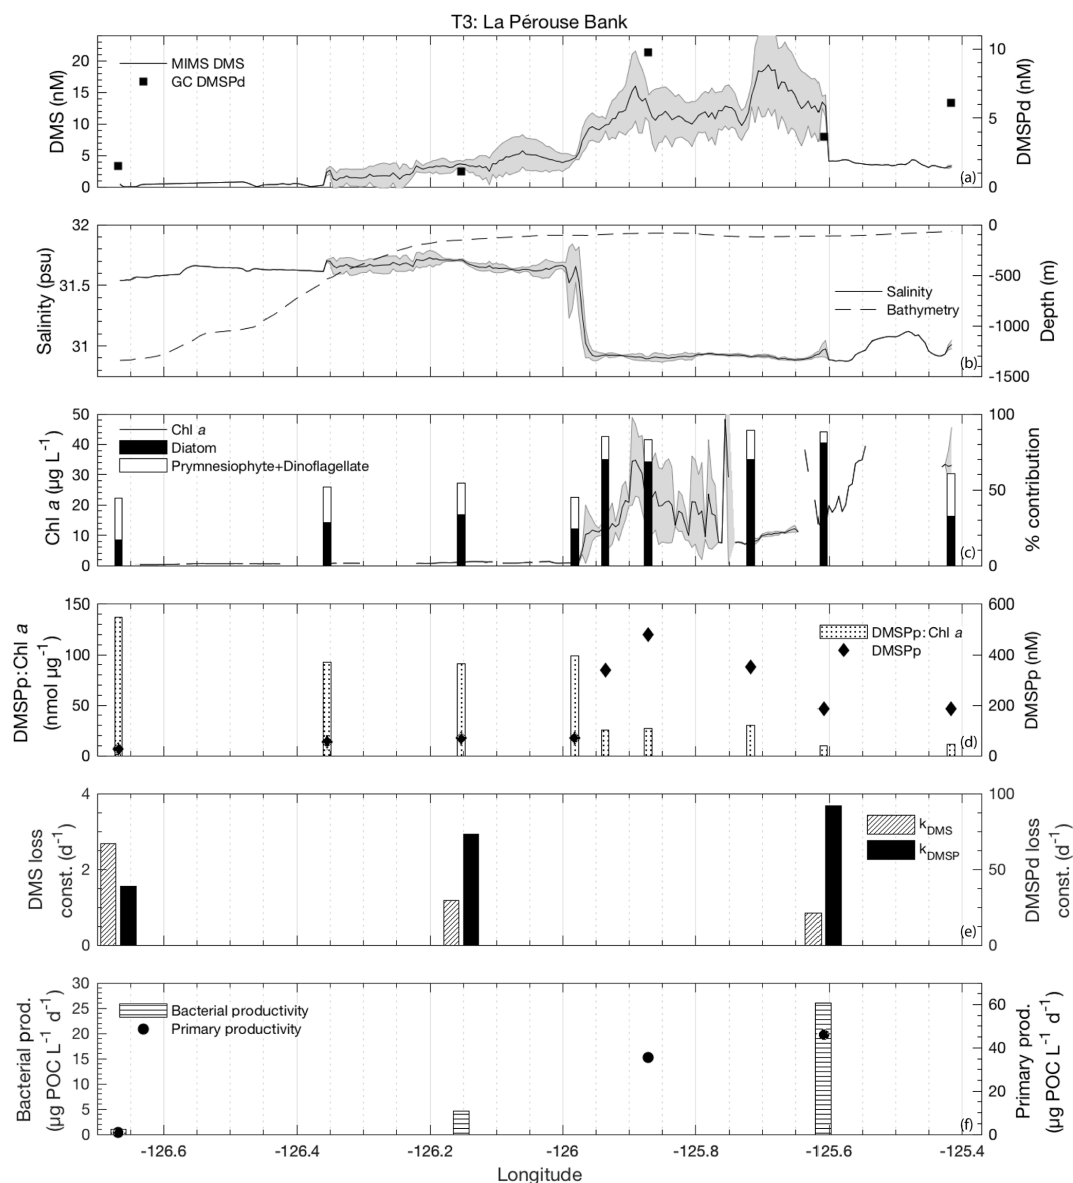 T3: La Pérouse Bank
20
15
10
5
0
DMS (nM)
MIMS DMS
GC DMSPd
10
5
0
DMSPd (nM)
(a)
32
31.5
31
Salinity (psu)
Salinity
Bathymetry
0
-500
-1000
-1500
Depth (m)
(b)
50
40
30
20
10
0
Chl a (µg L⁻¹)
Chl a
Diatom
Prymnesiophyte+Dinoflagellate
100
50
0
% contribution
(c)
150
100
50
0
DMSPp:Chl a
(nmol µg⁻¹)
DMSPp:Chl a
DMSPp
600
400
200
0
DMSPp (nM)
(d)
4
2
0
DMS loss
const. (d⁻¹)
k_DMS
k_DMSP
100
50
0
DMSPd loss
const. (d⁻¹)
(e)
30
25
20
15
10
5
0
Bacterial prod.
(µg POC L⁻¹ d⁻¹)
Bacterial productivity
Primary productivity
60
40
20
0
Primary prod.
(µg POC L⁻¹ d⁻¹)
(f)
-126.6 -126.4 -126.2 -126 -125.8 -125.6 -125.4
Longitude